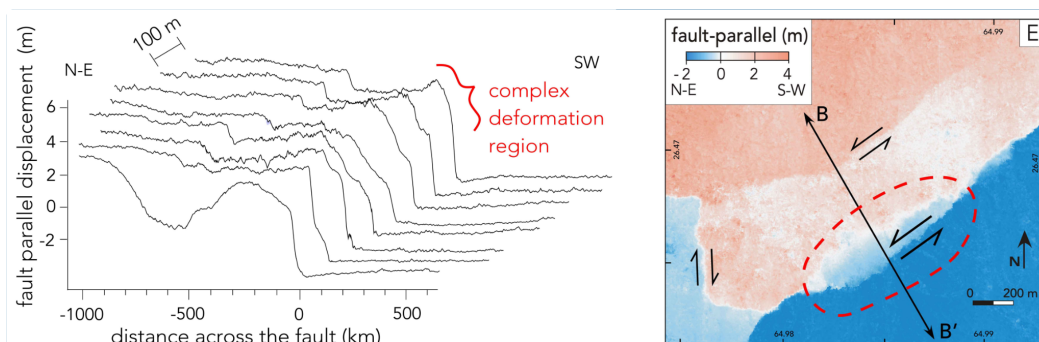 100 m
N-E
SW
complex
deformation
region
fault parallel displacement (m)
6
4
2
0
-2
-1000
-500
0
500
distance across the fault (km)
fault-parallel (m)
-2 0 2 4
N-E S-W
64.99
E
B
26.47
26.47
N
0 200 m
B'
64.98
64.99